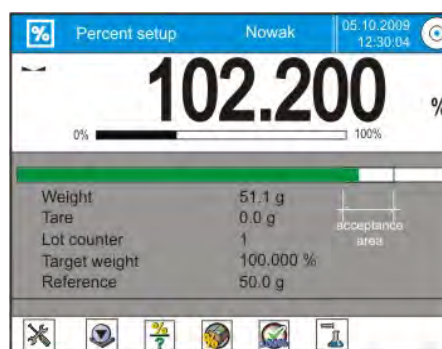 % Percent setup Nowak 05.10.2009
12:30:04
102.200 %
0% 100%
Weight 51.1 g
Tare 0.0 g
Lot counter 1
Target weight 100.000 %
Reference 50.0 g
acceptance
area
%
?